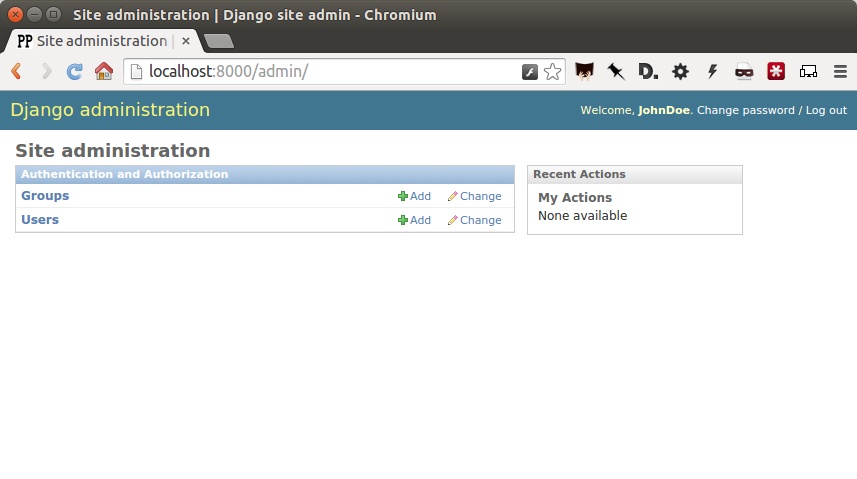 Site administration | Django site admin - Chromium
PP Site administration |
localhost:8000/admin/
D.
Django administration
Welcome, JohnDoe. Change password / Log out
Site administration
Authentication and Authorization
Groups Add Change
Users Add Change
Recent Actions
My Actions
None available